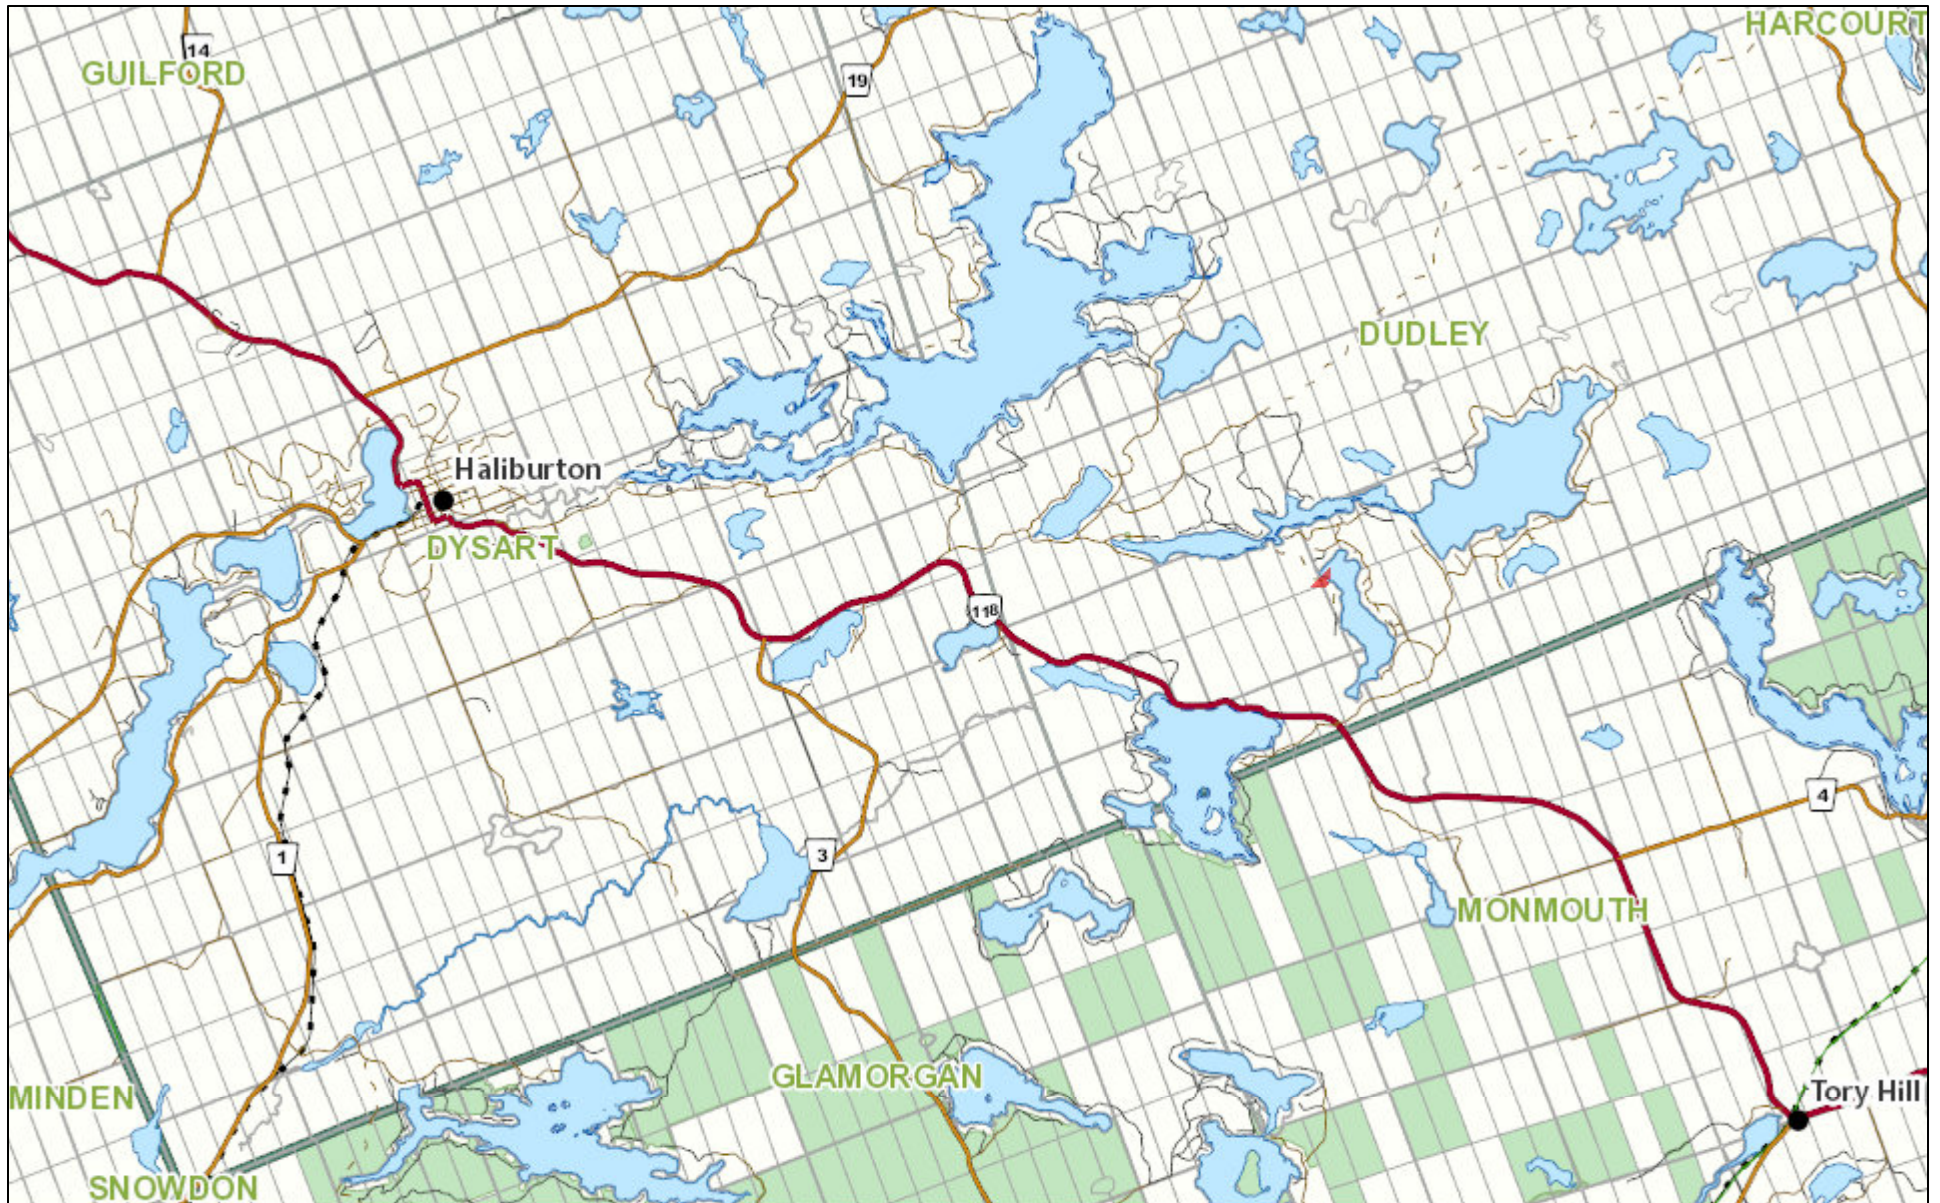 HARCOURT
14
GUILFORD
19
DUDLEY
Haliburton
DYSART
118
4
1
3
MONMOUTH
GLAMORGAN
MINDEN
Tory Hill
SNOWDON